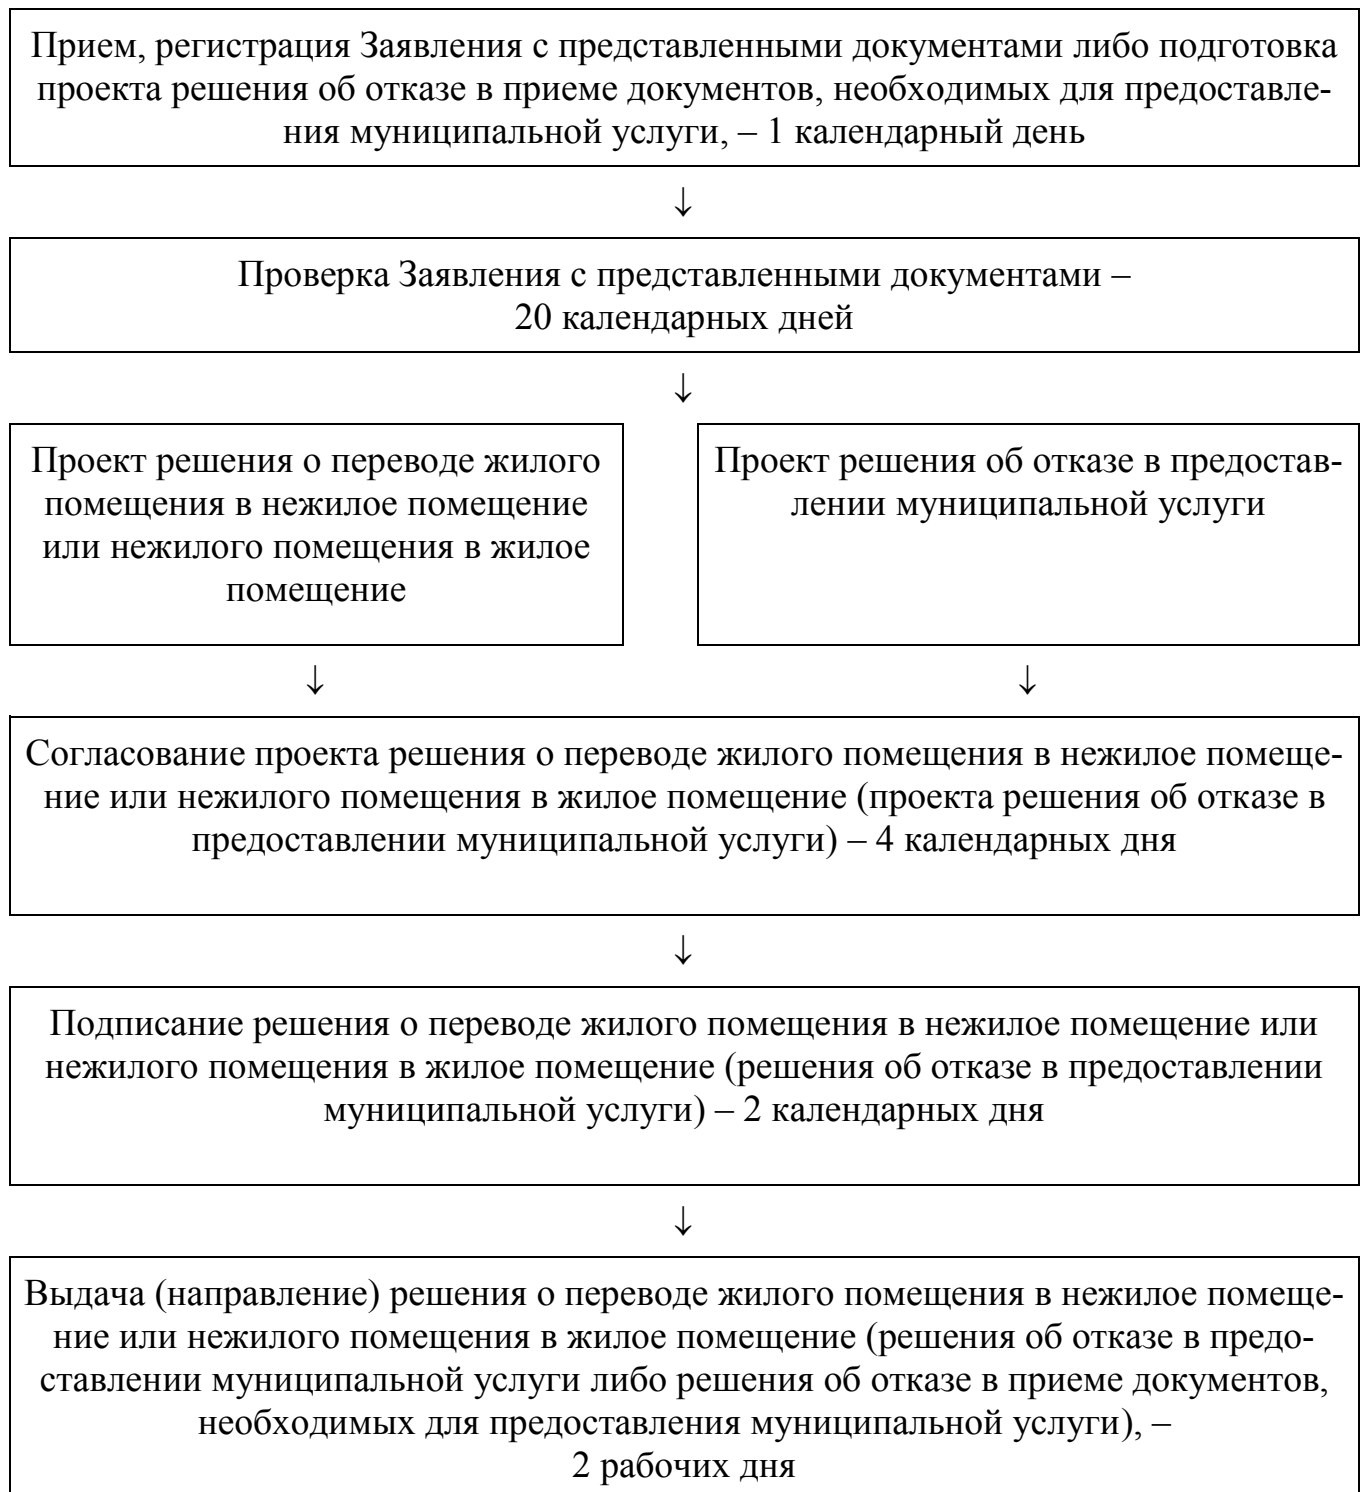 Прием, регистрация Заявления с представленными документами либо подготовка
проекта решения об отказе в приеме документов, необходимых для предоставле-
ния муниципальной услуги, – 1 календарный день
↓
Проверка Заявления с представленными документами –
20 календарных дней
↓
Проект решения о переводе жилого
помещения в нежилое помещение
или нежилого помещения в жилое
помещение
Проект решения об отказе в предостав-
лении муниципальной услуги
↓ ↓
Согласование проекта решения о переводе жилого помещения в нежилое помеще-
ние или нежилого помещения в жилое помещение (проекта решения об отказе в
предоставлении муниципальной услуги) – 4 календарных дня
↓
Подписание решения о переводе жилого помещения в нежилое помещение или
нежилого помещения в жилое помещение (решения об отказе в предоставлении
муниципальной услуги) – 2 календарных дня
↓
Выдача (направление) решения о переводе жилого помещения в нежилое помеще-
ние или нежилого помещения в жилое помещение (решения об отказе в предо-
ставлении муниципальной услуги либо решения об отказе в приеме документов,
необходимых для предоставления муниципальной услуги), –
2 рабочих дня